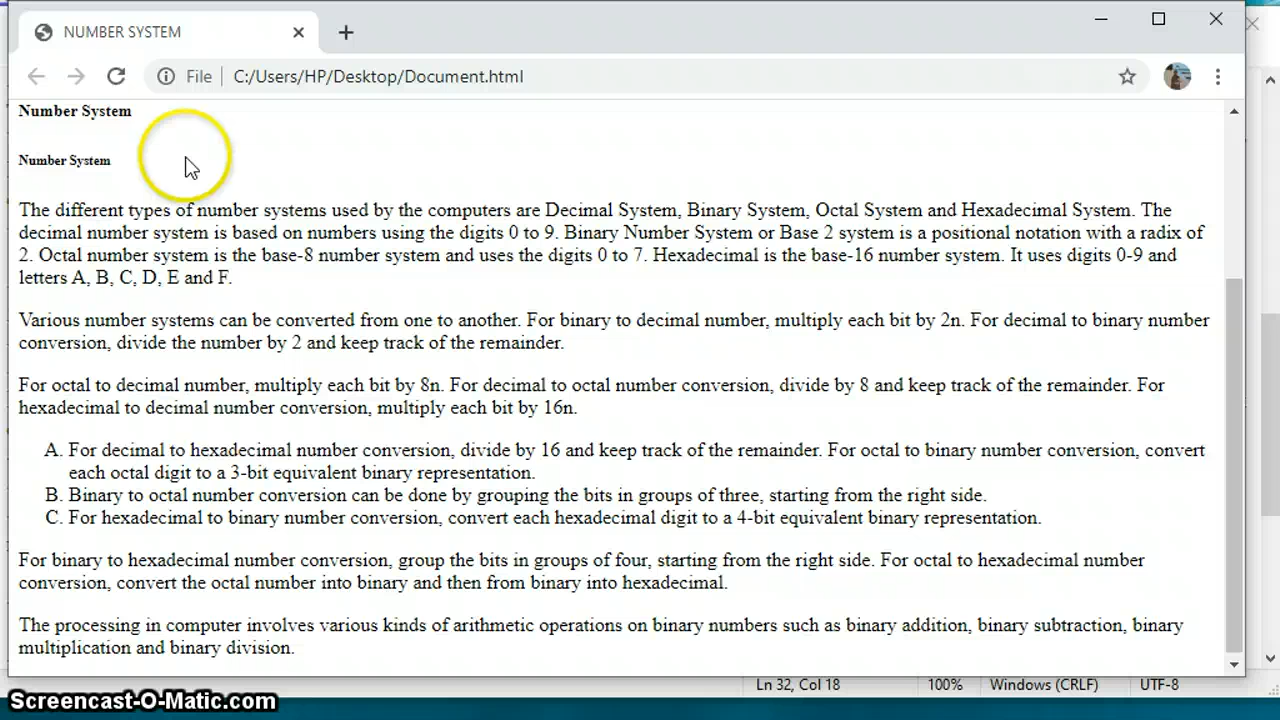 NUMBER SYSTEM
File C:/Users/HP/Desktop/Document.html
Number System
Number System
The different types of number systems used by the computers are Decimal System, Binary System, Octal System and Hexadecimal System. The
decimal number system is based on numbers using the digits 0 to 9. Binary Number System or Base 2 system is a positional notation with a radix of
2. Octal number system is the base-8 number system and uses the digits 0 to 7. Hexadecimal is the base-16 number system. It uses digits 0-9 and
letters A, B, C, D, E and F.
Various number systems can be converted from one to another. For binary to decimal number, multiply each bit by 2n. For decimal to binary number
conversion, divide the number by 2 and keep track of the remainder.
For octal to decimal number, multiply each bit by 8n. For decimal to octal number conversion, divide by 8 and keep track of the remainder. For
hexadecimal to decimal number conversion, multiply each bit by 16n.
A. For decimal to hexadecimal number conversion, divide by 16 and keep track of the remainder. For octal to binary number conversion, convert
each octal digit to a 3-bit equivalent binary representation.
B. Binary to octal number conversion can be done by grouping the bits in groups of three, starting from the right side.
C. For hexadecimal to binary number conversion, convert each hexadecimal digit to a 4-bit equivalent binary representation.
For binary to hexadecimal number conversion, group the bits in groups of four, starting from the right side. For octal to hexadecimal number
conversion, convert the octal number into binary and then from binary into hexadecimal.
The processing in computer involves various kinds of arithmetic operations on binary numbers such as binary addition, binary subtraction, binary
multiplication and binary division.
Ln 32, Col 18 100% Windows (CRLF) UTF-8
Screencast-O-Matic.com